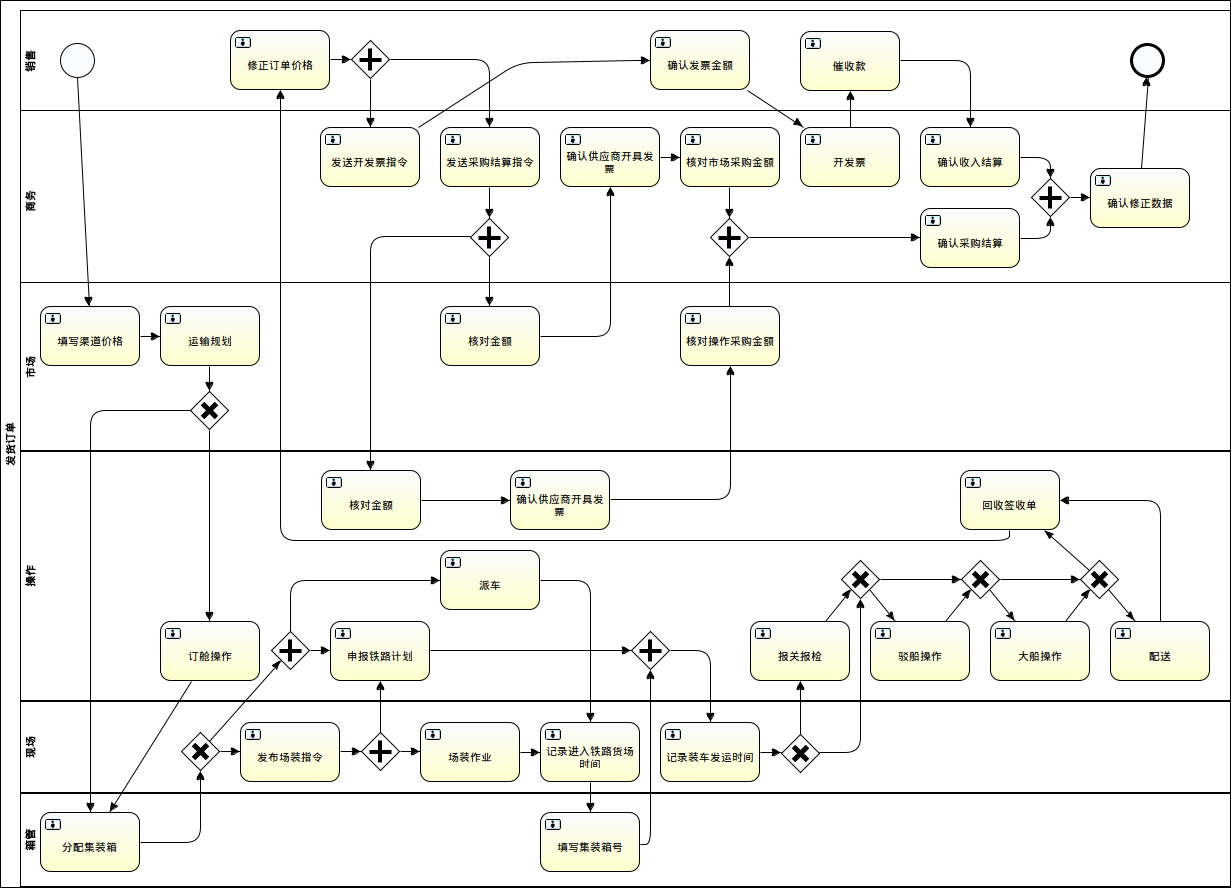 发货订单
销售
修正订单价格
确认发票金额
催收款
商务
发送开发票指令
发送采购结算指令
确认供应商开具发
票
核对市场采购金额
开发票
确认收入结算
确认修正数据
确认采购结算
市场
填写渠道价格
运输规划
核对金额
核对操作采购金额
操作
核对金额
确认供应商开具发
票
回收签收单
派车
订舱操作
申报铁路计划
报关报检
驳船操作
大船操作
配送
现场
发布场装指令
场装作业
记录进入铁路货场
时间
记录装车发运时间
箱管
分配集装箱
填写集装箱号